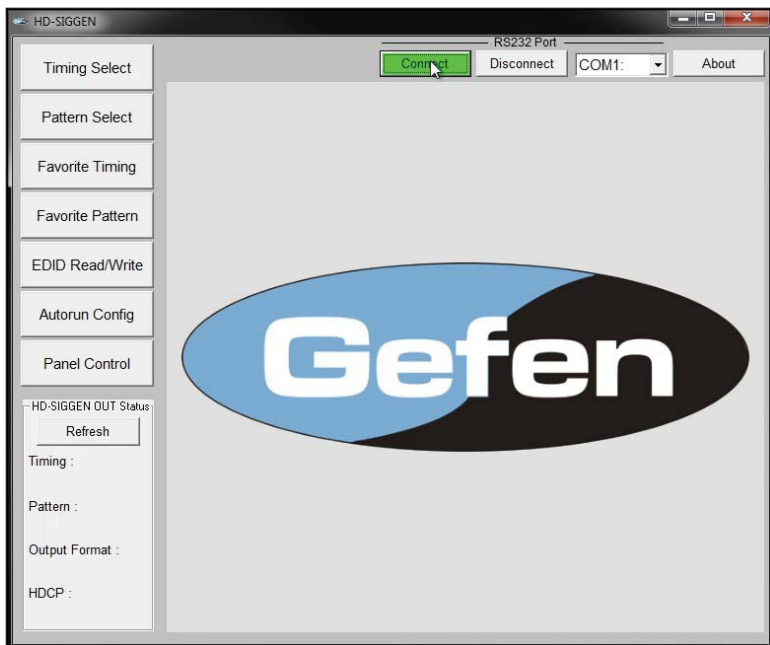 HD-SIGGEN
RS232 Port
Connect Disconnect COM1: About
Timing Select
Pattern Select
Favorite Timing
Favorite Pattern
EDID Read/Write
Autorun Config
Panel Control
Gefen
HD-SIGGEN OUT Status
Refresh
Timing :
Pattern :
Output Format :
HDCP :